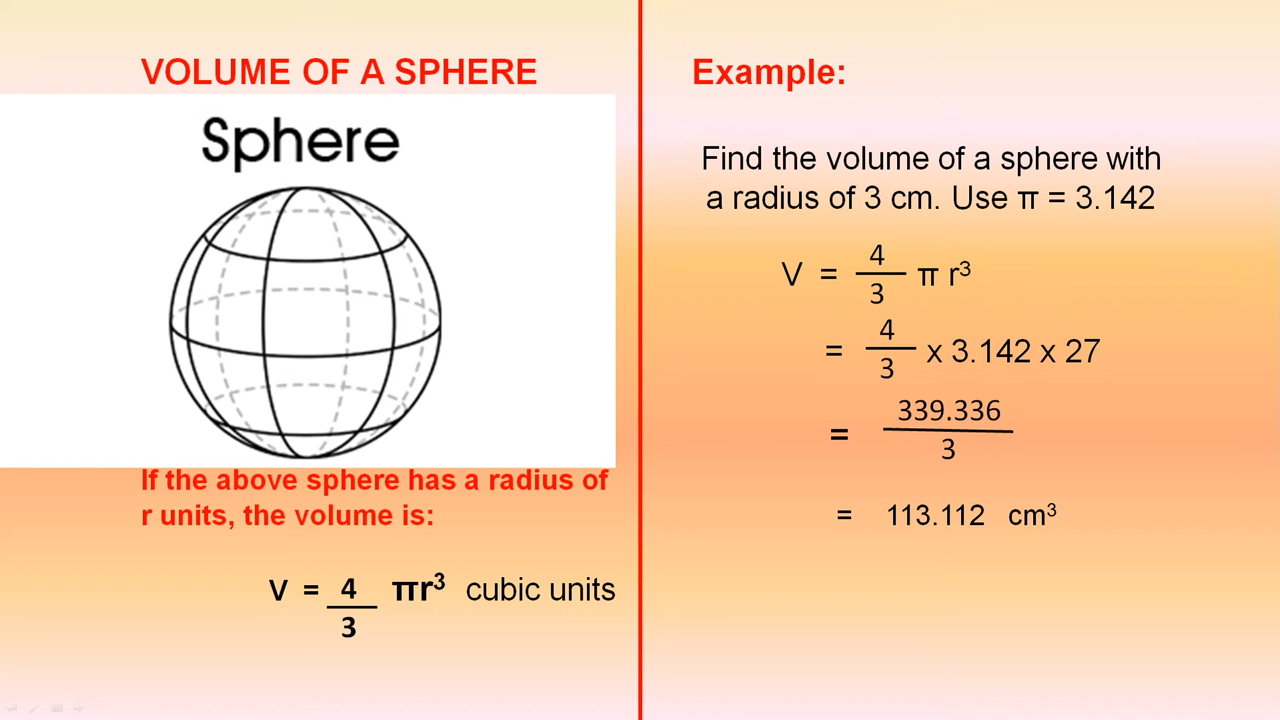 VOLUME OF A SPHERE
Sphere
If the above sphere has a radius of
r units, the volume is:
V = 4/3 πr³ cubic units
Example:
Find the volume of a sphere with
a radius of 3 cm. Use π = 3.142
V = 4/3 π r³
= 4/3 x 3.142 x 27
= 339.336/3
= 113.112 cm³